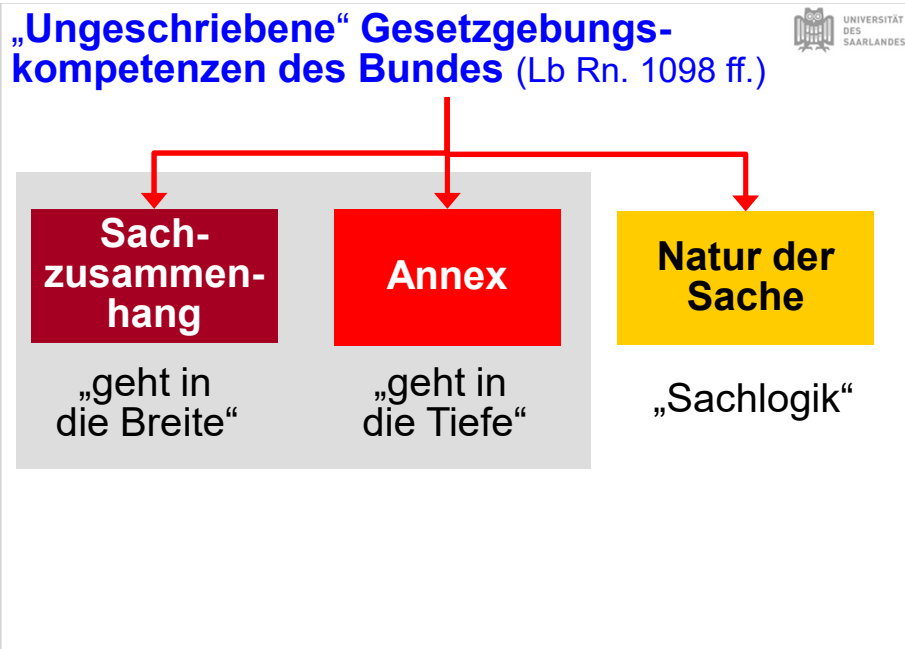 „Ungeschriebene“ Gesetzgebungs-
kompetenzen des Bundes (Lb Rn. 1098 ff.)
UNIVERSITÄT
DES
SAARLANDES
Sach-
zusammen-
hang
Annex
Natur der
Sache
„geht in
die Breite“
„geht in
die Tiefe“
„Sachlogik“